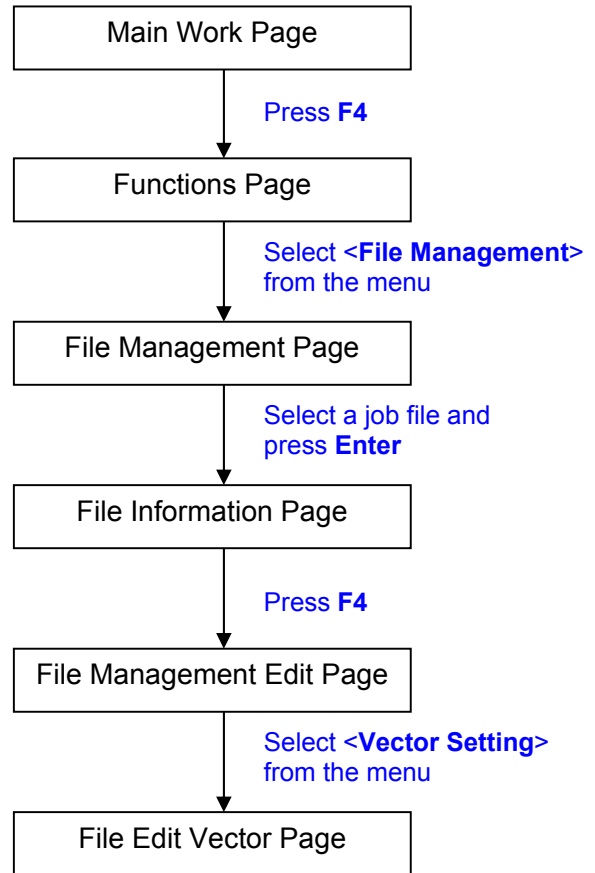 Main Work Page
Press F4
Functions Page
Select <File Management>
from the menu
File Management Page
Select a job file and
press Enter
File Information Page
Press F4
File Management Edit Page
Select <Vector Setting>
from the menu
File Edit Vector Page